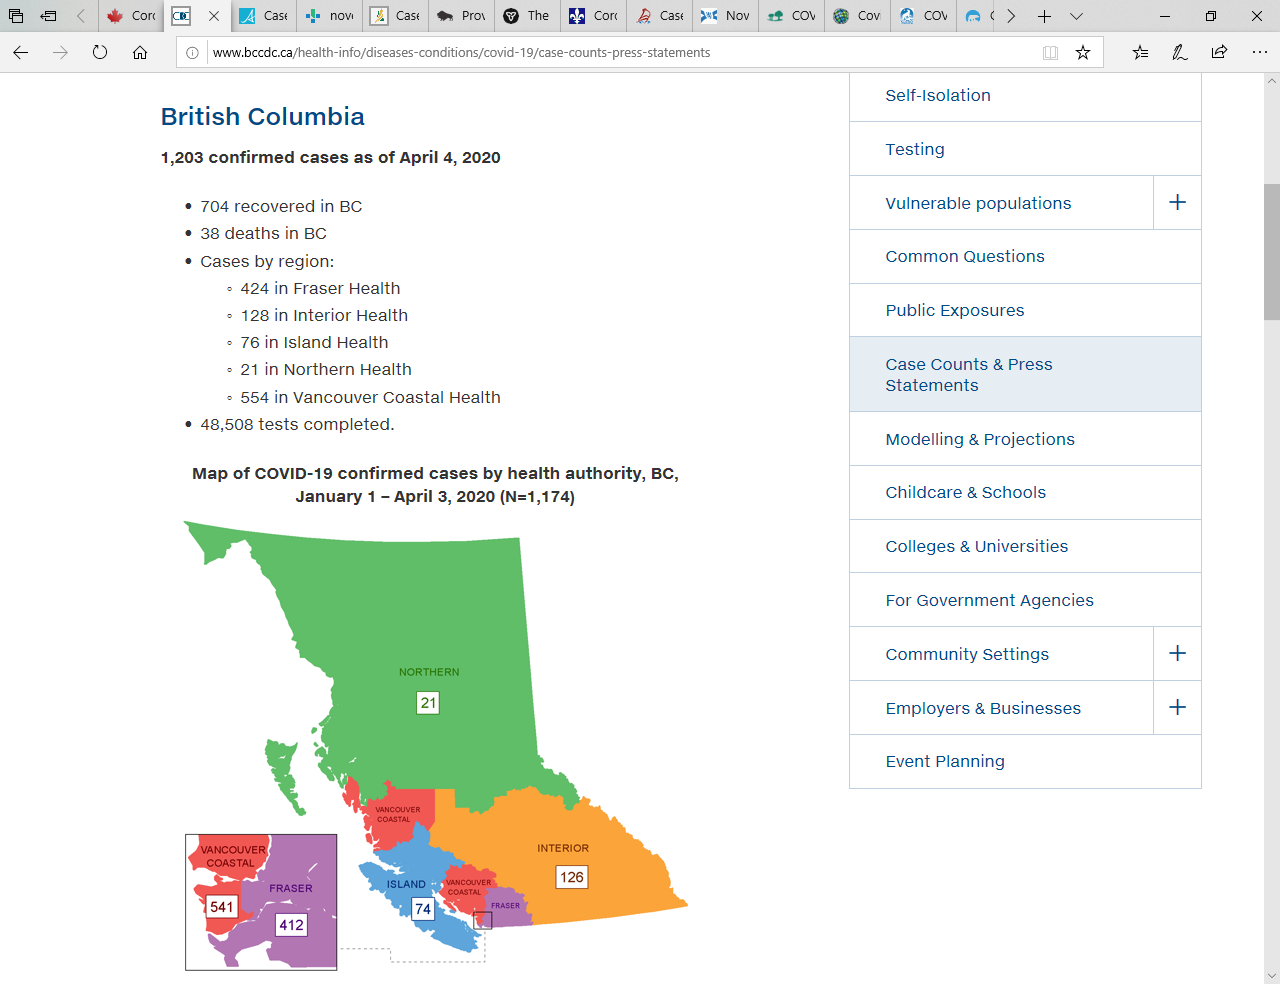 Corc
Case
nove
Case
Prov
The
Corc
Case
Nov
COV
Cov
COV
www.bccdc.ca/health-info/diseases-conditions/covid-19/case-counts-press-statements
British Columbia
1,203 confirmed cases as of April 4, 2020
• 704 recovered in BC
• 38 deaths in BC
• Cases by region:
◦ 424 in Fraser Health
◦ 128 in Interior Health
◦ 76 in Island Health
◦ 21 in Northern Health
◦ 554 in Vancouver Coastal Health
• 48,508 tests completed.
Map of COVID-19 confirmed cases by health authority, BC,
January 1 – April 3, 2020 (N=1,174)
NORTHERN
21
VANCOUVER
COASTAL
INTERIOR
126
ISLAND
74
VANCOUVER
COASTAL
FRASER
VANCOUVER
COASTAL
FRASER
541
412
Self-Isolation
Testing
Vulnerable populations
Common Questions
Public Exposures
Case Counts & Press
Statements
Modelling & Projections
Childcare & Schools
Colleges & Universities
For Government Agencies
Community Settings
Employers & Businesses
Event Planning